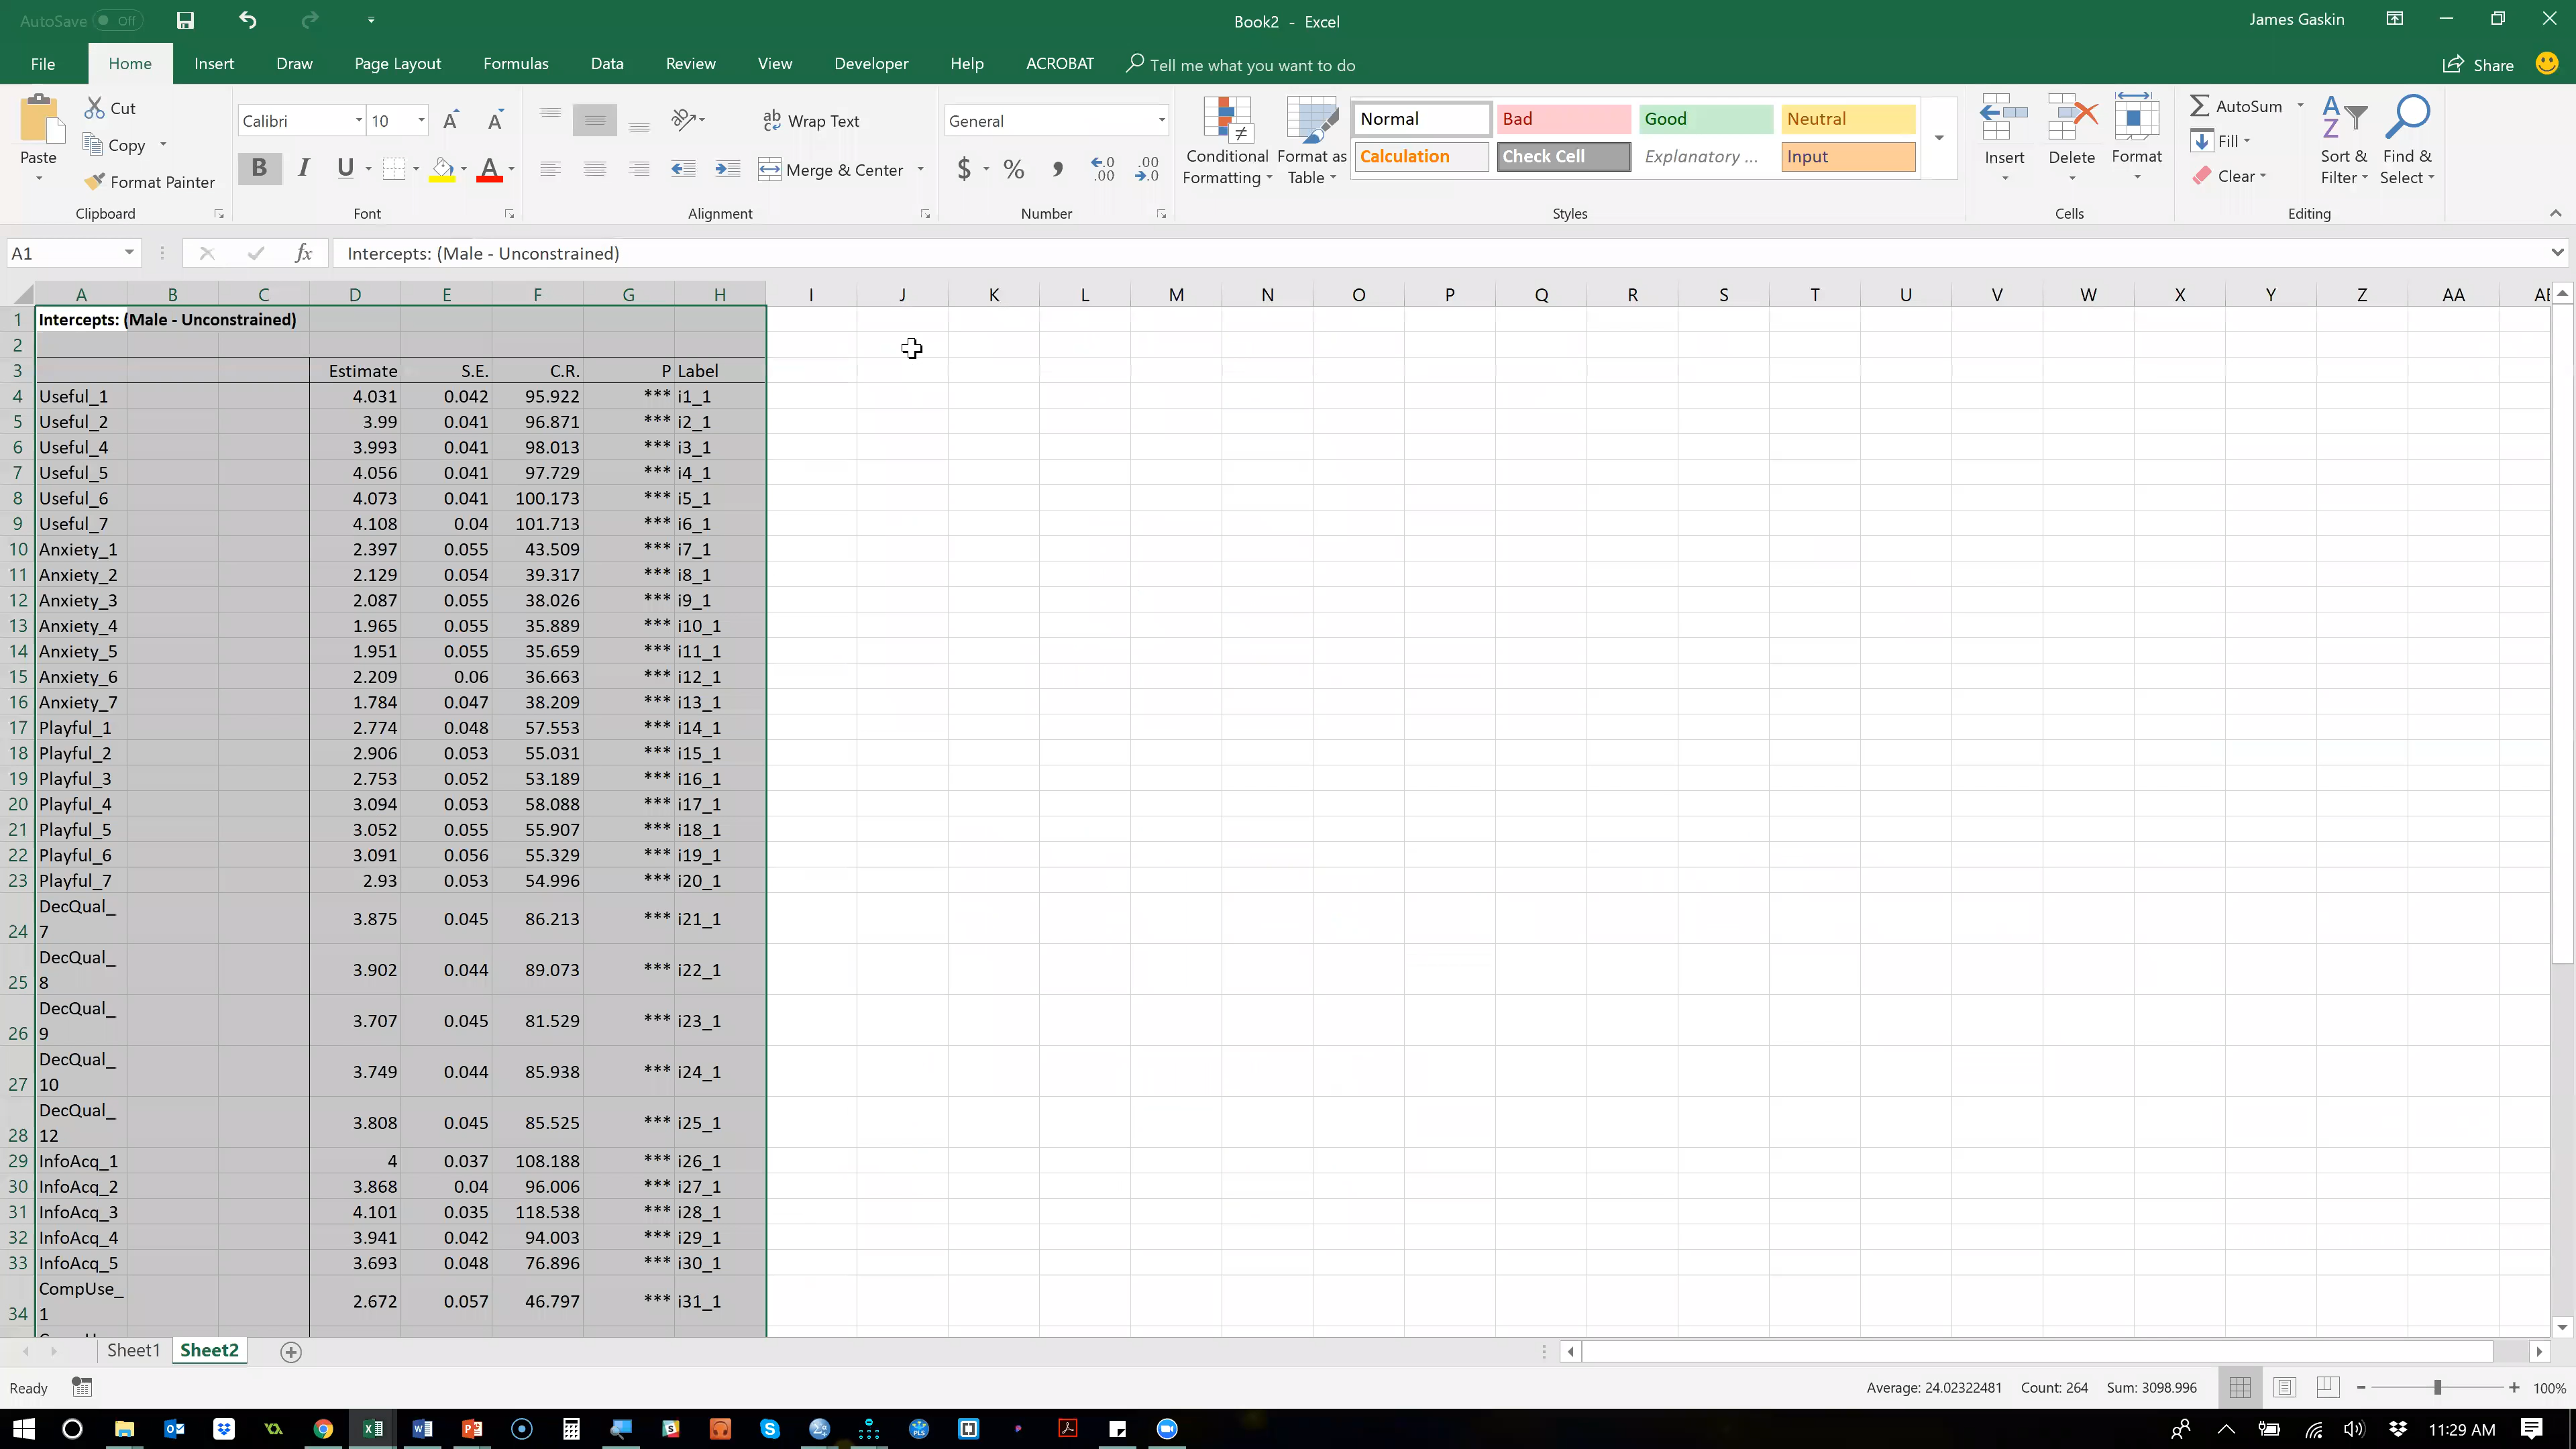 AutoSave Off
Book2 - Excel
James Gaskin
File Home Insert Draw Page Layout Formulas Data Review View Developer Help ACROBAT Tell me what you want to do Share
Paste
Cut
Copy
Format Painter
Clipboard
Calibri 10
B I U A
Font
ab Wrap Text
Merge & Center
Alignment
General
$ % , .00 .00
Number
Conditional Formatting
Format as Table
Normal Bad Good Neutral
Calculation Check Cell Explanatory ... Input
Styles
Insert Delete Format
Cells
AutoSum
Fill
Clear
Sort & Filter
Find & Select
Editing
A1 fx Intercepts: (Male - Unconstrained)
A B C D E F G H I J K L M N O P Q R S T U V W X Y Z AA
1 Intercepts: (Male - Unconstrained)
2
3 Estimate S.E. C.R. P Label
4 Useful_1 4.031 0.042 95.922 *** i1_1
5 Useful_2 3.99 0.041 96.871 *** i2_1
6 Useful_4 3.993 0.041 98.013 *** i3_1
7 Useful_5 4.056 0.041 97.729 *** i4_1
8 Useful_6 4.073 0.041 100.173 *** i5_1
9 Useful_7 4.108 0.04 101.713 *** i6_1
10 Anxiety_1 2.397 0.055 43.509 *** i7_1
11 Anxiety_2 2.129 0.054 39.317 *** i8_1
12 Anxiety_3 2.087 0.055 38.026 *** i9_1
13 Anxiety_4 1.965 0.055 35.889 *** i10_1
14 Anxiety_5 1.951 0.055 35.659 *** i11_1
15 Anxiety_6 2.209 0.06 36.663 *** i12_1
16 Anxiety_7 1.784 0.047 38.209 *** i13_1
17 Playful_1 2.774 0.048 57.553 *** i14_1
18 Playful_2 2.906 0.053 55.031 *** i15_1
19 Playful_3 2.753 0.052 53.189 *** i16_1
20 Playful_4 3.094 0.053 58.088 *** i17_1
21 Playful_5 3.052 0.055 55.907 *** i18_1
22 Playful_6 3.091 0.056 55.329 *** i19_1
23 Playful_7 2.93 0.053 54.996 *** i20_1
DecQual_
24 7 3.875 0.045 86.213 *** i21_1
DecQual_
25 8 3.902 0.044 89.073 *** i22_1
DecQual_
26 9 3.707 0.045 81.529 *** i23_1
DecQual_
27 10 3.749 0.044 85.938 *** i24_1
DecQual_
28 12 3.808 0.045 85.525 *** i25_1
29 InfoAcq_1 4 0.037 108.188 *** i26_1
30 InfoAcq_2 3.868 0.04 96.006 *** i27_1
31 InfoAcq_3 4.101 0.035 118.538 *** i28_1
32 InfoAcq_4 3.941 0.042 94.003 *** i29_1
33 InfoAcq_5 3.693 0.048 76.896 *** i30_1
CompUse_
34 1 2.672 0.057 46.797 *** i31_1
Sheet1 Sheet2
Ready Average: 24.02322481 Count: 264 Sum: 3098.996 100%
11:29 AM